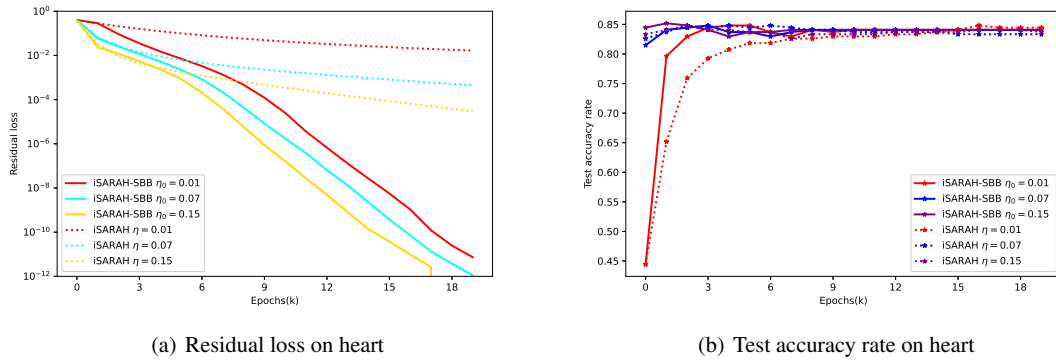 10^0
10^-2
10^-4
10^-6
10^-8
10^-10
10^-12
Residual loss
iSARAH-SBB η0 = 0.01
iSARAH-SBB η0 = 0.07
iSARAH-SBB η0 = 0.15
iSARAH η = 0.01
iSARAH η = 0.07
iSARAH η = 0.15
0 3 6 9 12 15 18
Epochs(k)
(a) Residual loss on heart
0.85
0.80
0.75
0.70
0.65
0.60
0.55
0.50
0.45
Test accuracy rate
iSARAH-SBB η0 = 0.01
iSARAH-SBB η0 = 0.07
iSARAH-SBB η0 = 0.15
iSARAH η = 0.01
iSARAH η = 0.07
iSARAH η = 0.15
0 3 6 9 12 15 18
Epochs(k)
(b) Test accuracy rate on heart